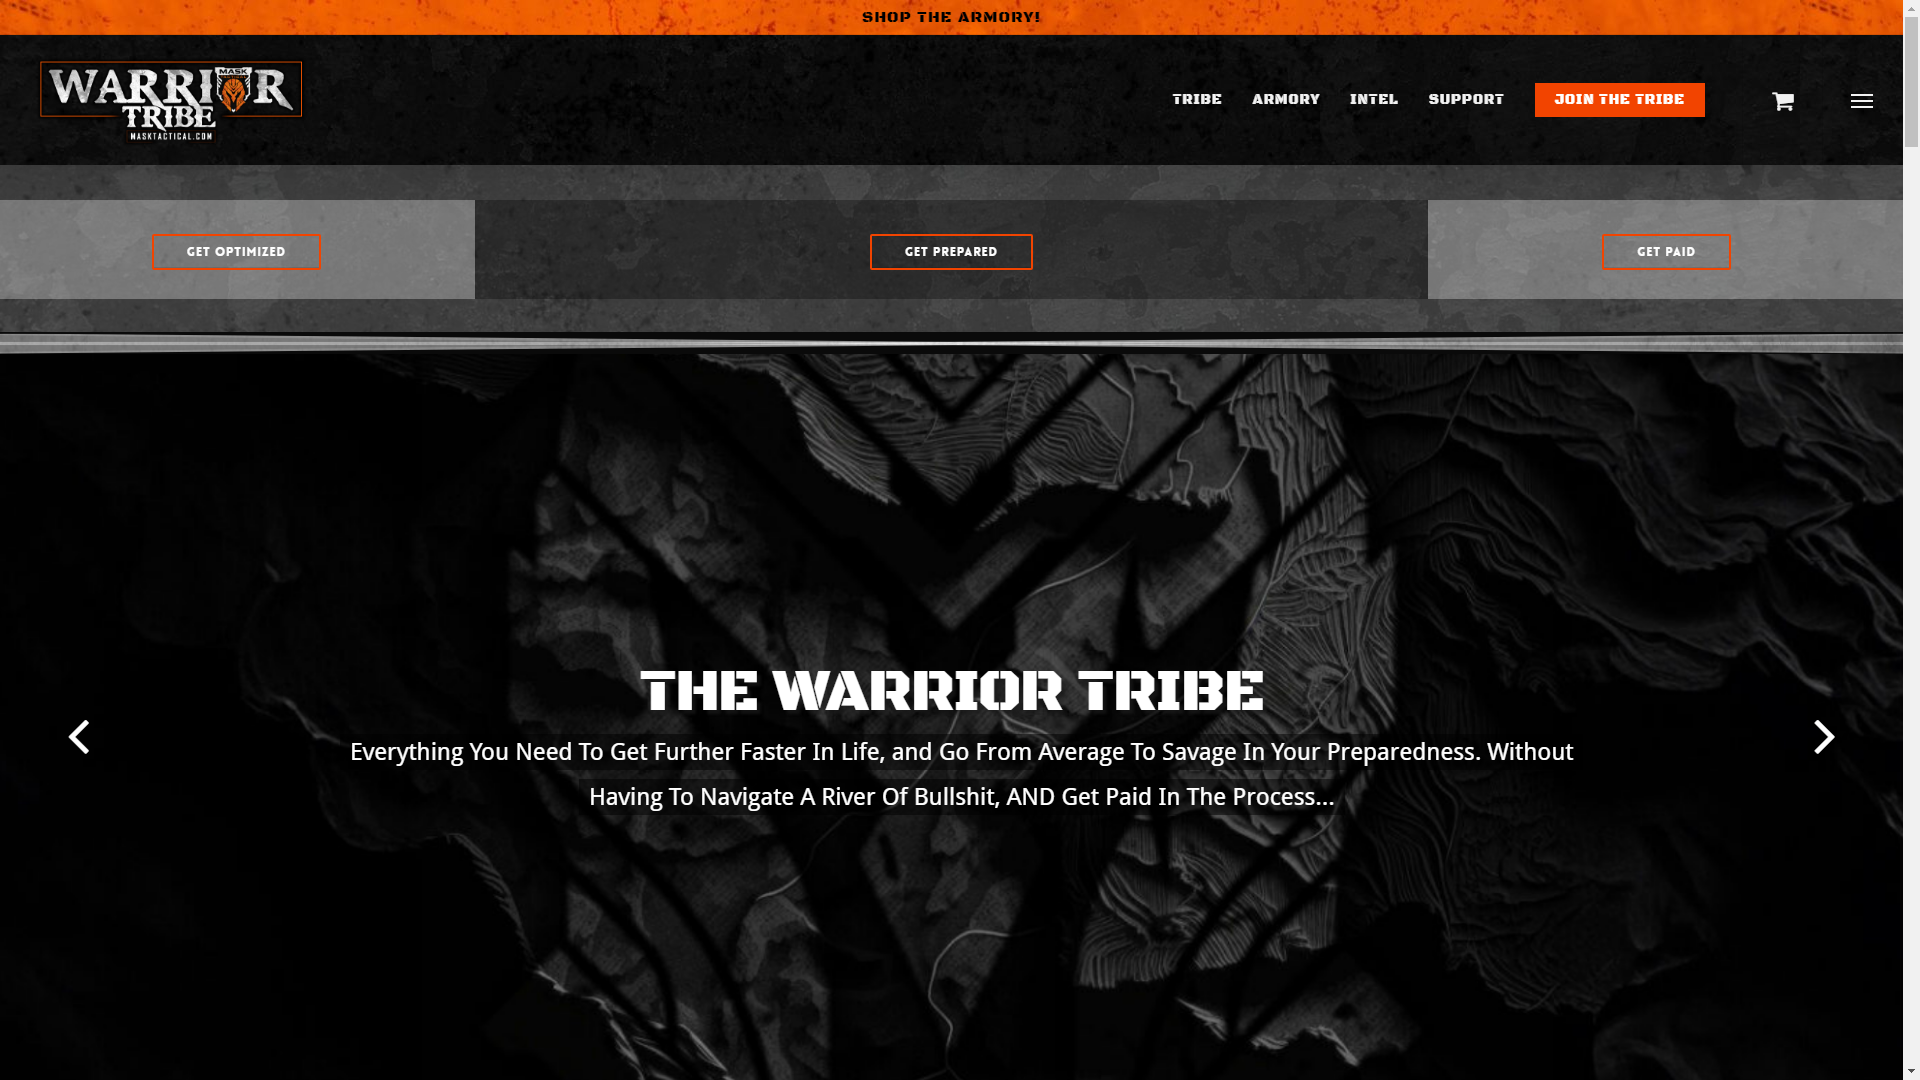 SHOP THE ARMORY!
WARRIOR
MASK
TRIBE
MASKTACTICAL.COM
TRIBE
ARMORY
INTEL
SUPPORT
JOIN THE TRIBE
GET OPTIMIZED
GET PREPARED
GET PAID
THE WARRIOR TRIBE
Everything You Need To Get Further Faster In Life, and Go From Average To Savage In Your Preparedness. Without
Having To Navigate A River Of Bullshit, AND Get Paid In The Process...